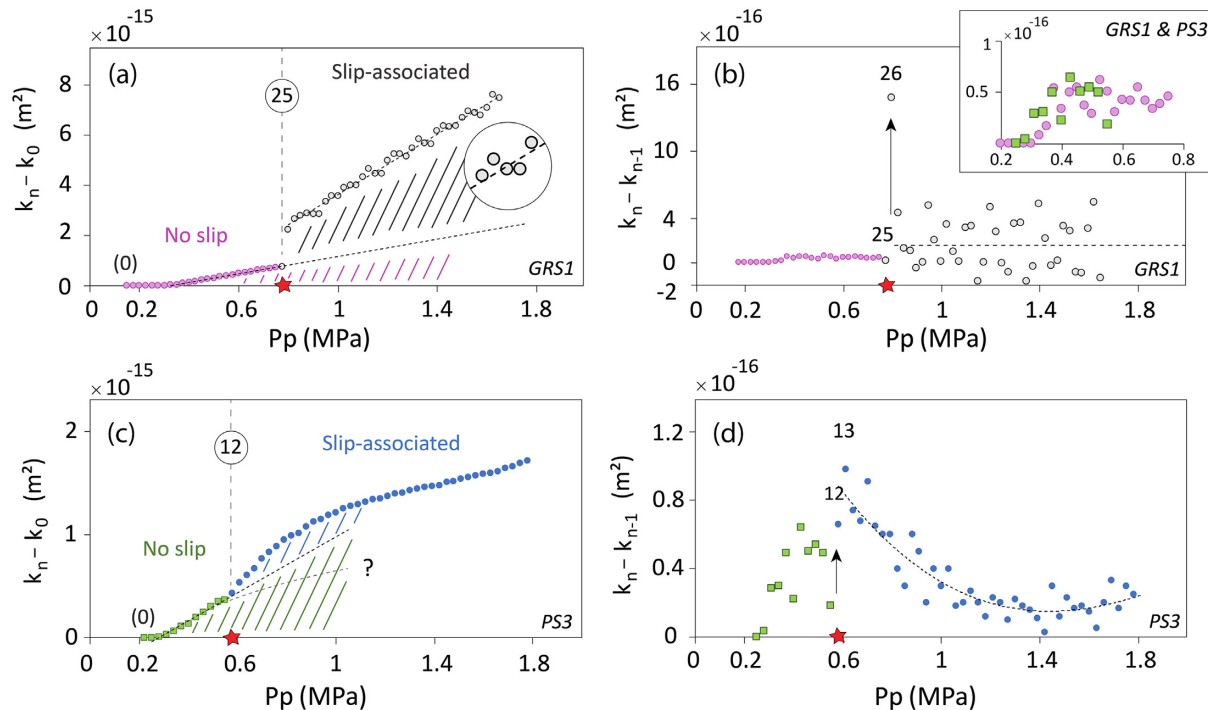 × 10⁻¹⁵
(a)
Slip-associated
25
8
6
4
2
0
kₙ – k₀ (m²)
No slip
(0)
GRS1
0 0.2 0.6 1 1.4 1.8
Pp (MPa)
× 10⁻¹⁶
(b)
26
16
10
4
0
-2
kₙ – kₙ₋₁ (m²)
25
GRS1
0 0.2 0.6 1 1.4 1.8
Pp (MPa)
× 10⁻¹⁶
GRS1 & PS3
1
0.5
0.2 0.4 0.6 0.8
× 10⁻¹⁵
(c)
12
Slip-associated
2
1
0
kₙ – k₀ (m²)
No slip
(0)
?
PS3
0 0.2 0.6 1 1.4 1.8
Pp (MPa)
× 10⁻¹⁶
(d)
13
12
1.2
0.8
0.4
0
kₙ – kₙ₋₁ (m²)
PS3
0 0.2 0.6 1 1.4 1.8
Pp (MPa)